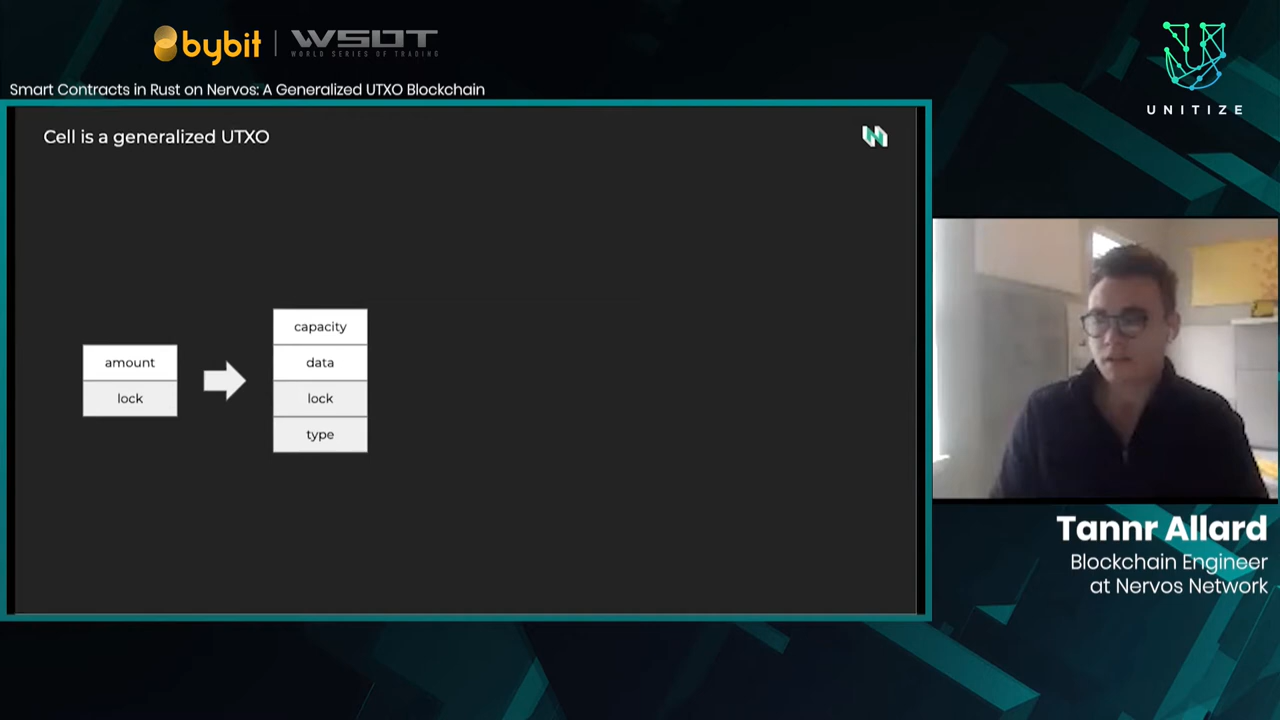 bybit | WSOT
WORLD SERIES OF TRADING
UNITIZE
Smart Contracts in Rust on Nervos: A Generalized UTXO Blockchain
Cell is a generalized UTXO
amount
lock
capacity
data
lock
type
Tannr Allard
Blockchain Engineer
at Nervos Network